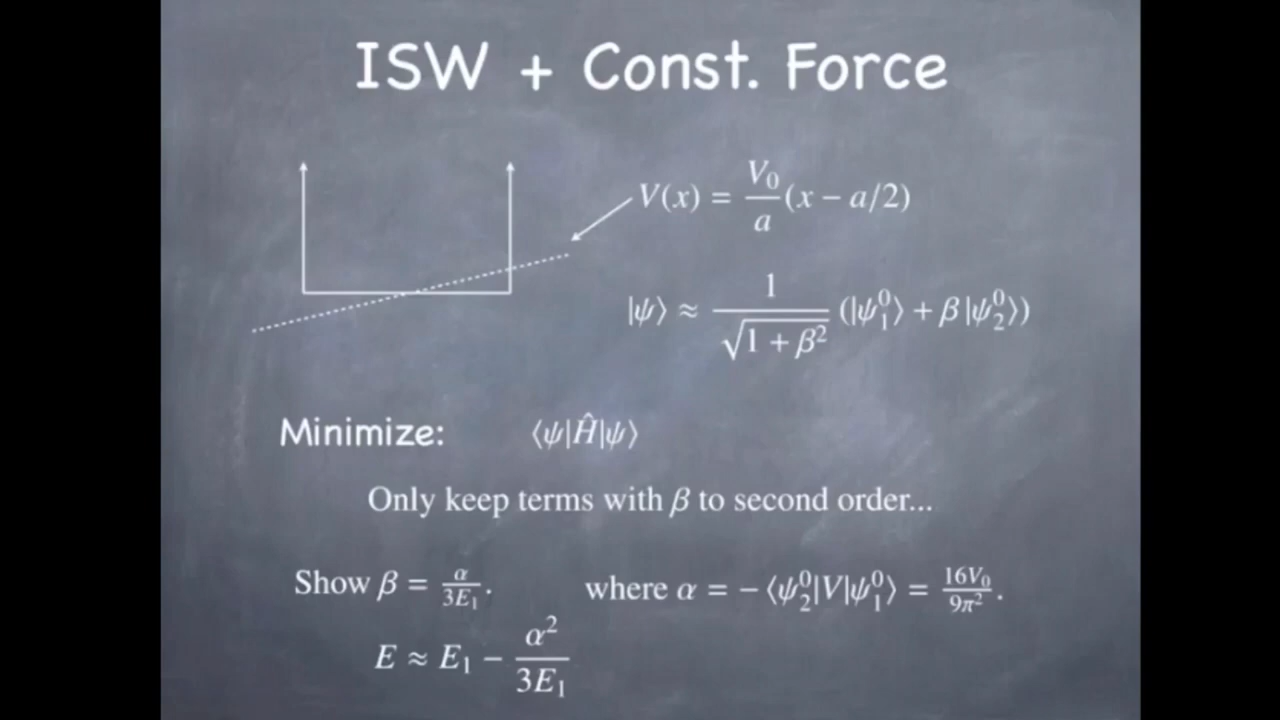 ISW + Const. Force
V(x) = V₀/a (x − a/2)
|ψ⟩ ≈ 1/√(1 + β²) (|ψ₁⁰⟩ + β|ψ₂⁰⟩)
Minimize: ⟨ψ|Ĥ|ψ⟩
Only keep terms with β to second order...
Show β = α/3E₁. where α = −⟨ψ₂⁰|V|ψ₁⁰⟩ = 16V₀/9π².
E ≈ E₁ − α²/3E₁